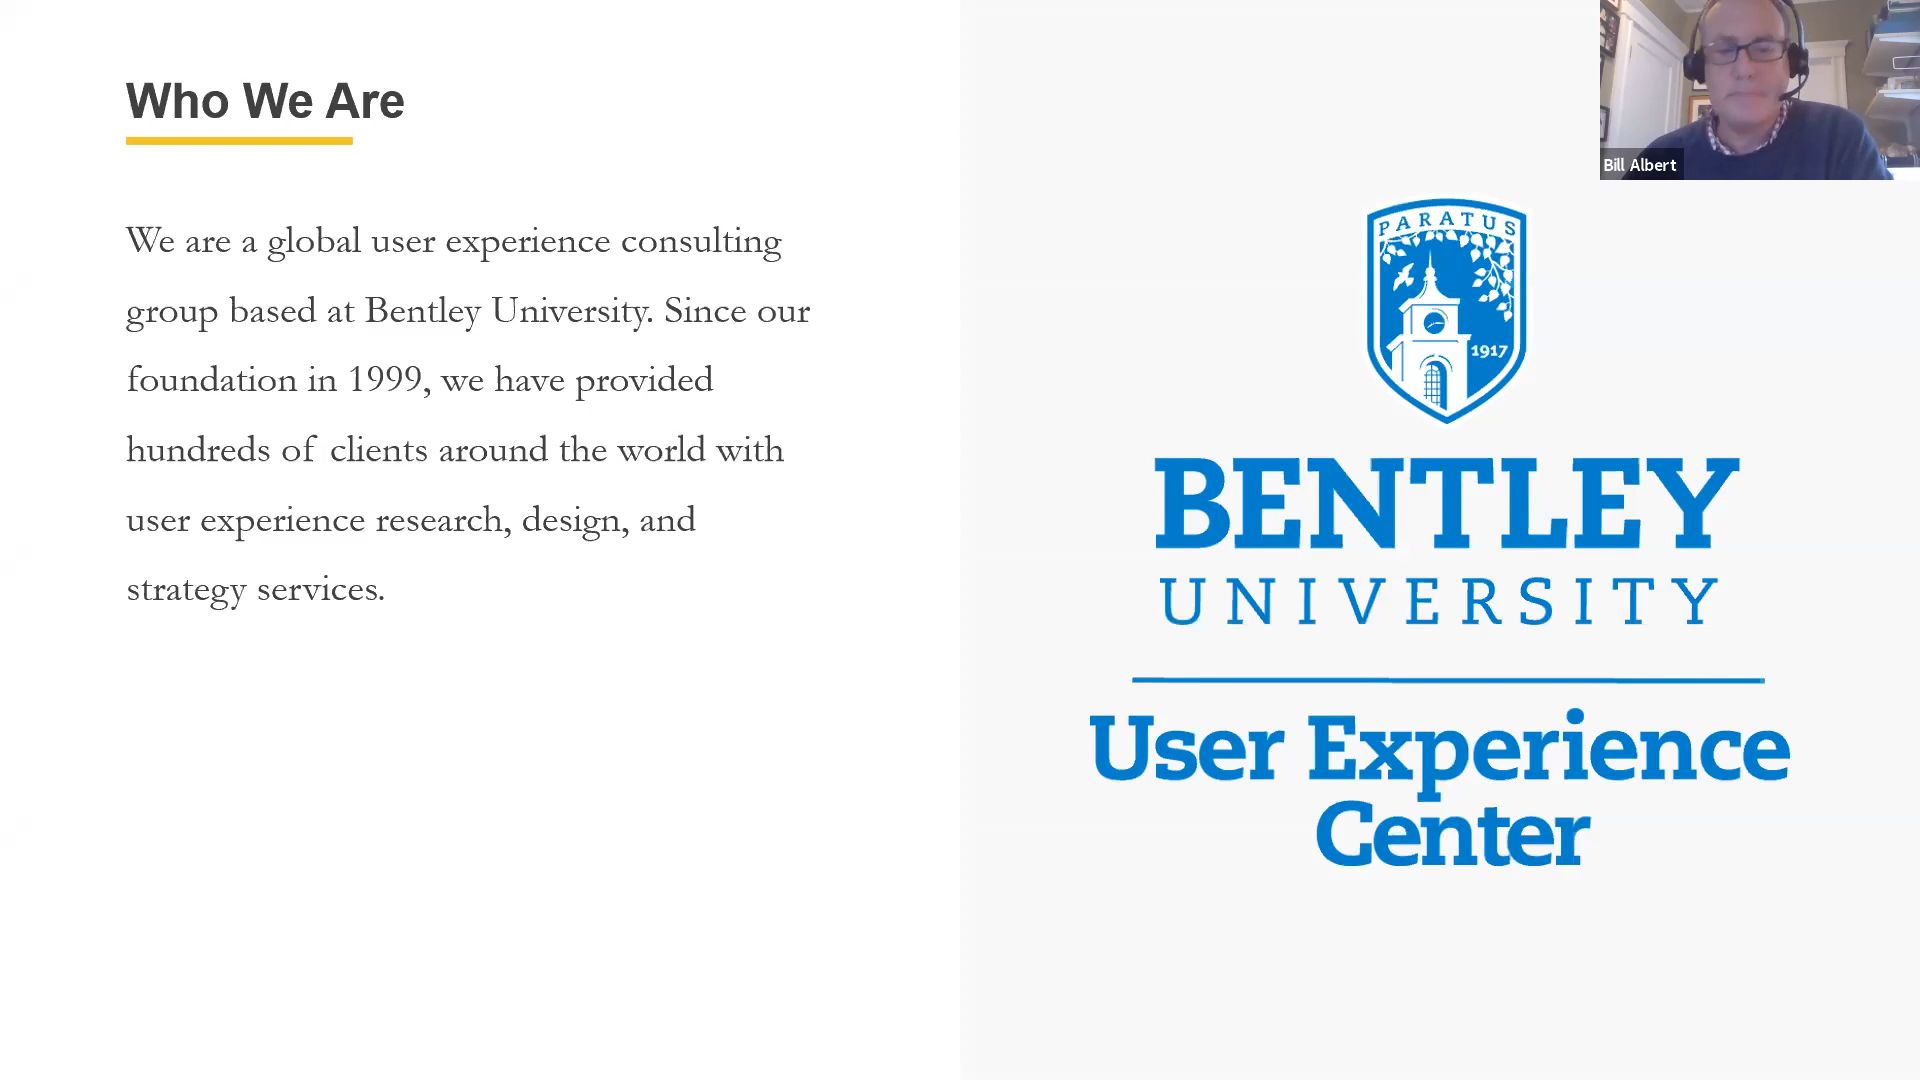 Who We Are
We are a global user experience consulting
group based at Bentley University. Since our
foundation in 1999, we have provided
hundreds of clients around the world with
user experience research, design, and
strategy services.
Bill Albert
PARATUS
1917
BENTLEY
UNIVERSITY
User Experience
Center